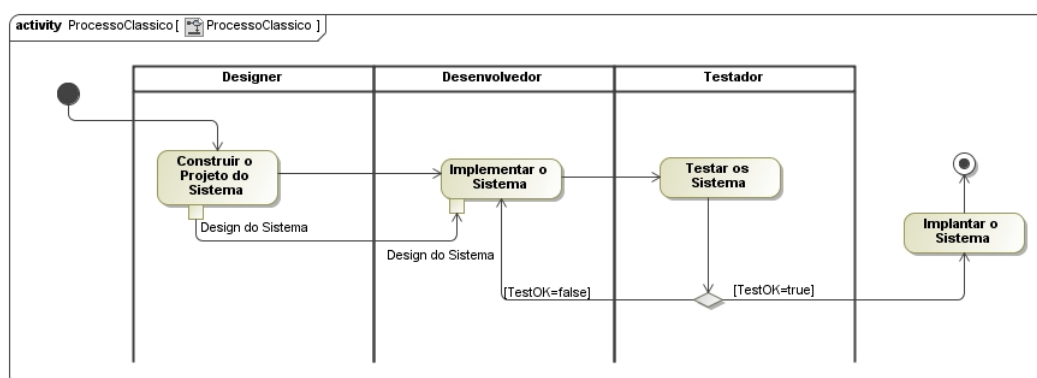 activity ProcessoClassico [ ProcessoClassico ]
Designer
Desenvolvedor
Testador
Construir o
Projeto do
Sistema
Implementar o
Sistema
Testar os
Sistema
Implantar o
Sistema
Design do Sistema
Design do Sistema
[TestOK=false]
[TestOK=true]